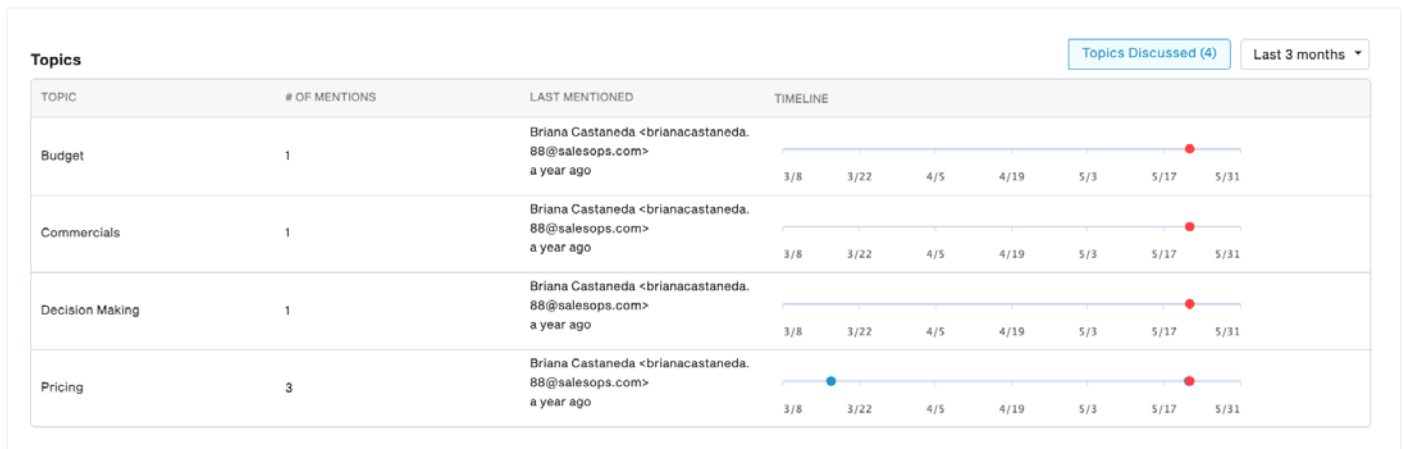 Topics
Topics Discussed (4)
Last 3 months
TOPIC
# OF MENTIONS
LAST MENTIONED
TIMELINE
Budget
1
Briana Castaneda <brianacastaneda.
88@salesops.com>
a year ago
3/8 3/22 4/5 4/19 5/3 5/17 5/31
Commercials
1
Briana Castaneda <brianacastaneda.
88@salesops.com>
a year ago
3/8 3/22 4/5 4/19 5/3 5/17 5/31
Decision Making
1
Briana Castaneda <brianacastaneda.
88@salesops.com>
a year ago
3/8 3/22 4/5 4/19 5/3 5/17 5/31
Pricing
3
Briana Castaneda <brianacastaneda.
88@salesops.com>
a year ago
3/8 3/22 4/5 4/19 5/3 5/17 5/31